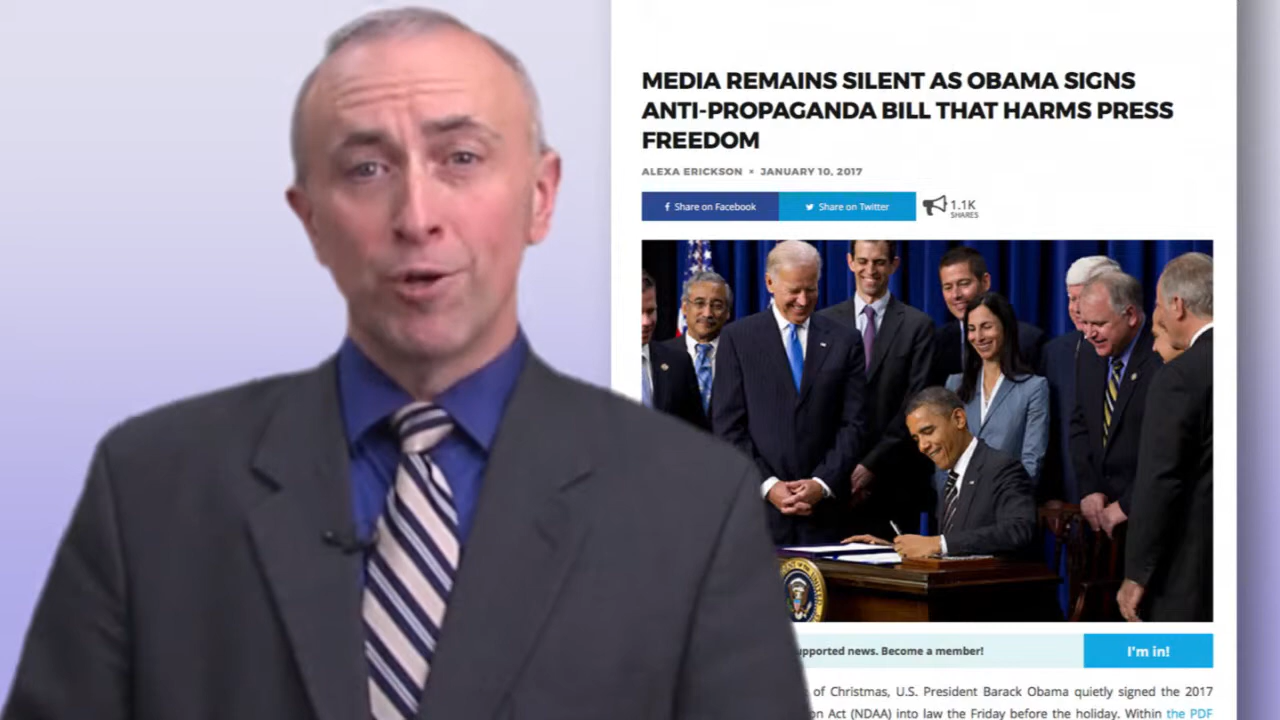 MEDIA REMAINS SILENT AS OBAMA SIGNS
ANTI-PROPAGANDA BILL THAT HARMS PRESS
FREEDOM
ALEXA ERICKSON × JANUARY 10, 2017
Share on Facebook
Share on Twitter
1.1K
SHARES
news. Become a member!
I'm in!
of Christmas, U.S. President Barack Obama quietly signed the 2017
Act (NDAA) into law the Friday before the holiday. Within the PDF